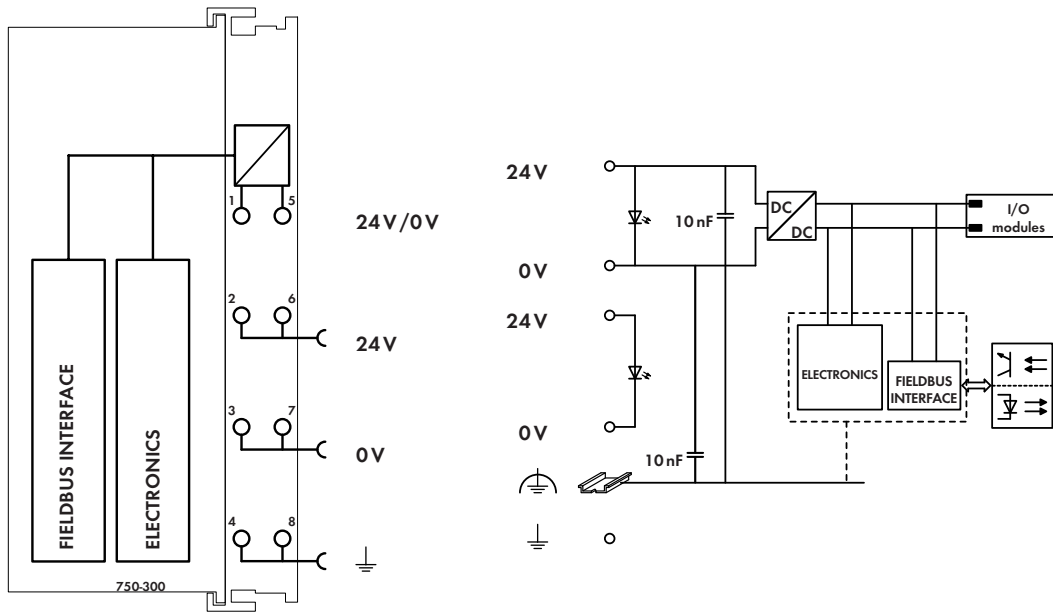 1
5
24V/0V
2
6
24V
3
7
0V
4
8
FIELDBUS INTERFACE
ELECTRONICS
750-300
24V
10nF
DC
DC
I/O
modules
0V
24V
ELECTRONICS
FIELDBUS
INTERFACE
0V
10nF